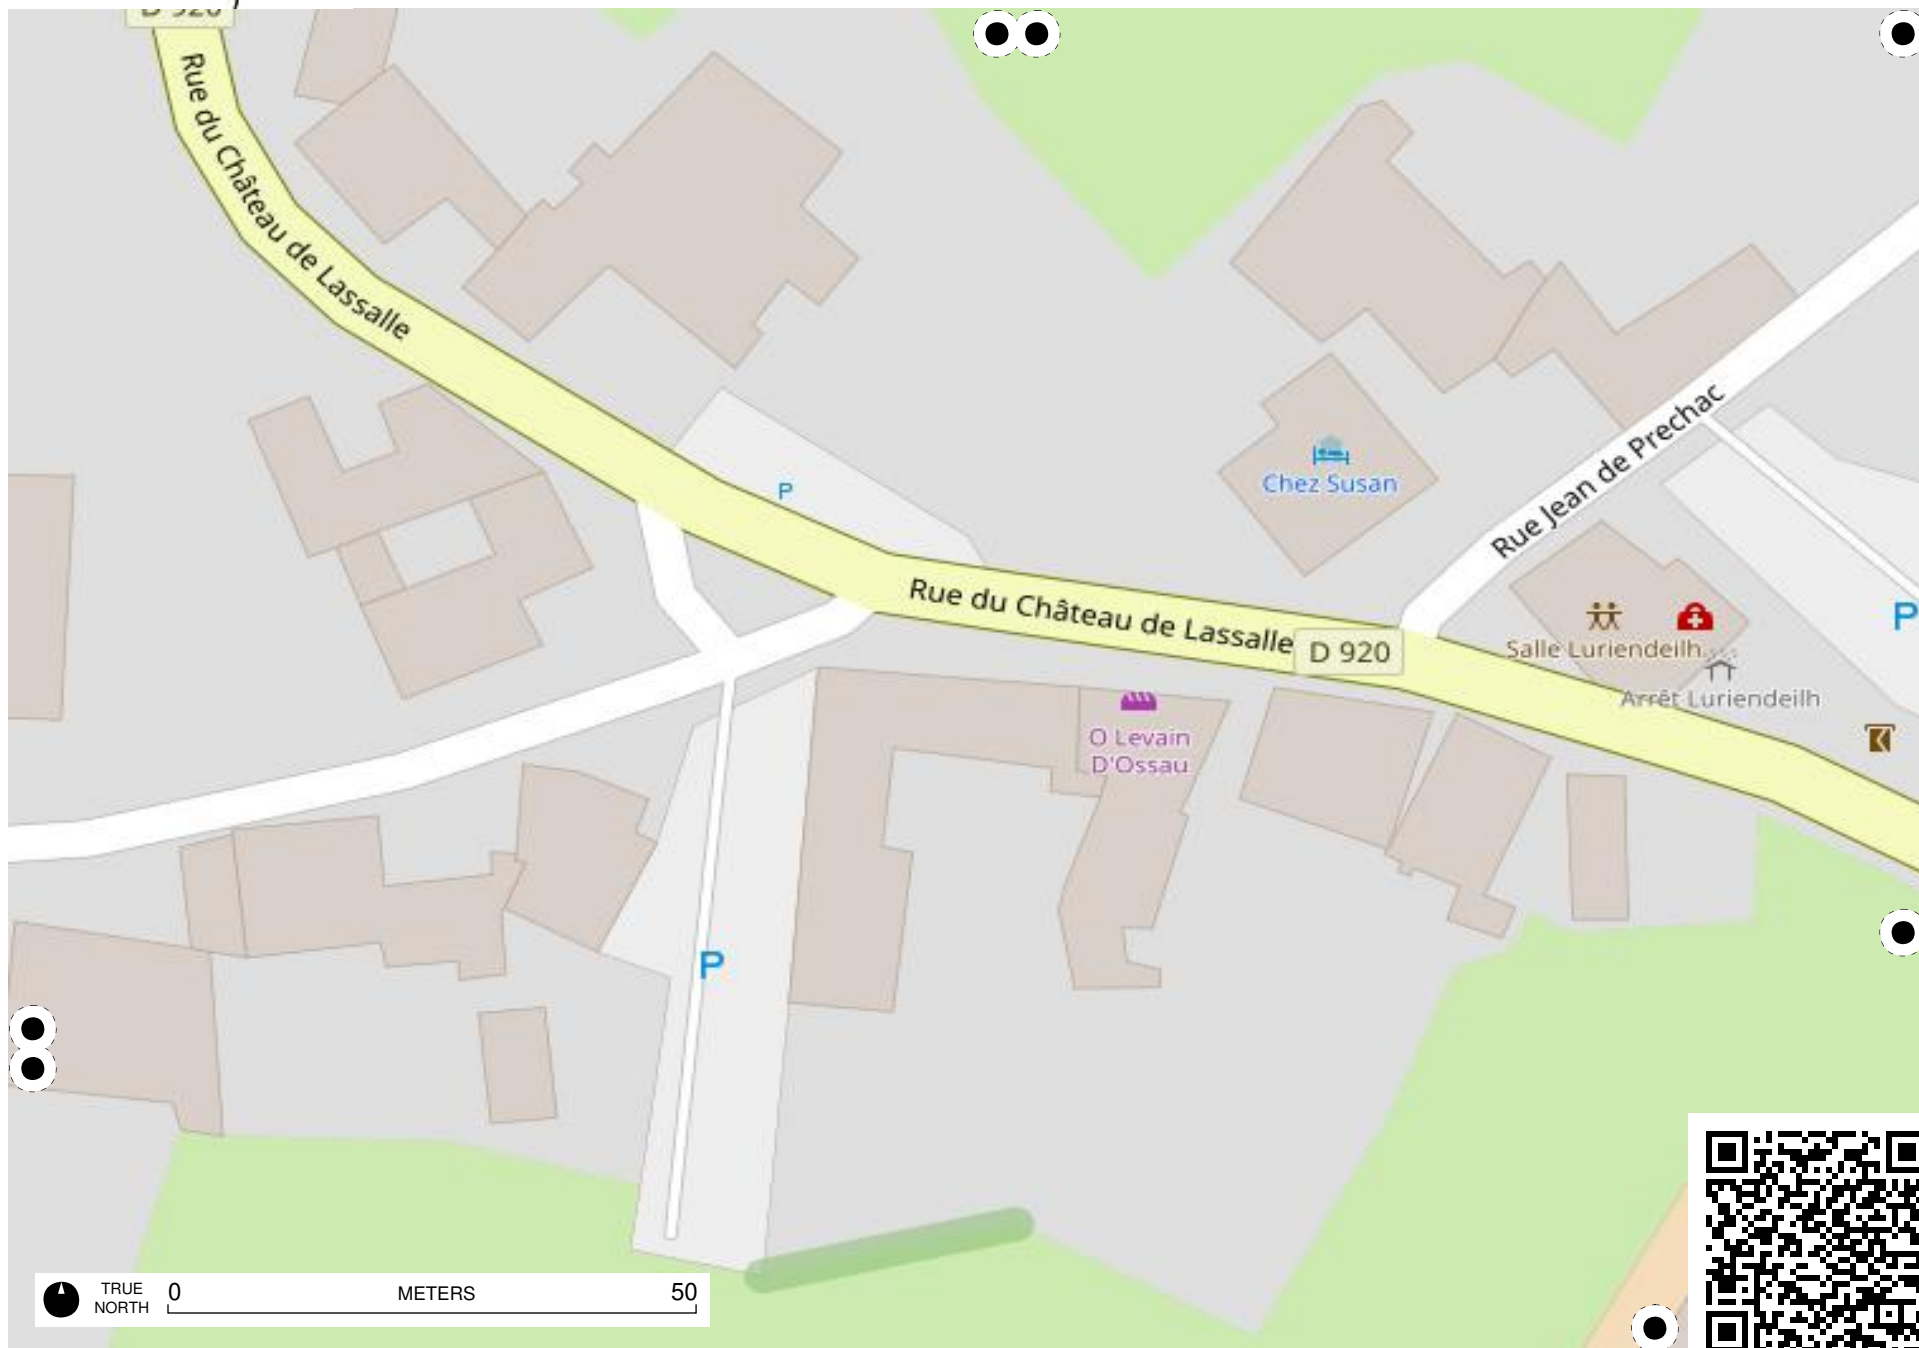 D 920
Rue du Château de Lassalle
P
Chez Susan
Rue Jean de Prechac
Rue du Château de Lassalle
D 920
Salle Luriendeilh...
P
Arrêt Luriendeilh
O Levain
D'Ossau
P
TRUE
NORTH
0 METERS 50